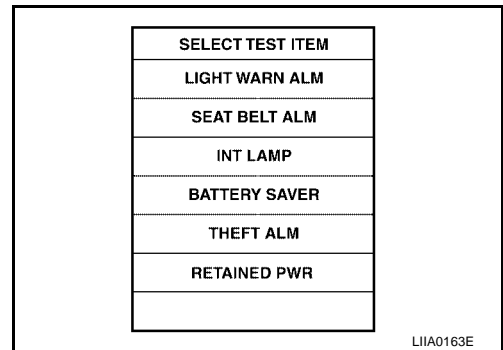 SELECT TEST ITEM
LIGHT WARN ALM
SEAT BELT ALM
INT LAMP
BATTERY SAVER
THEFT ALM
RETAINED PWR
LIIA0163E